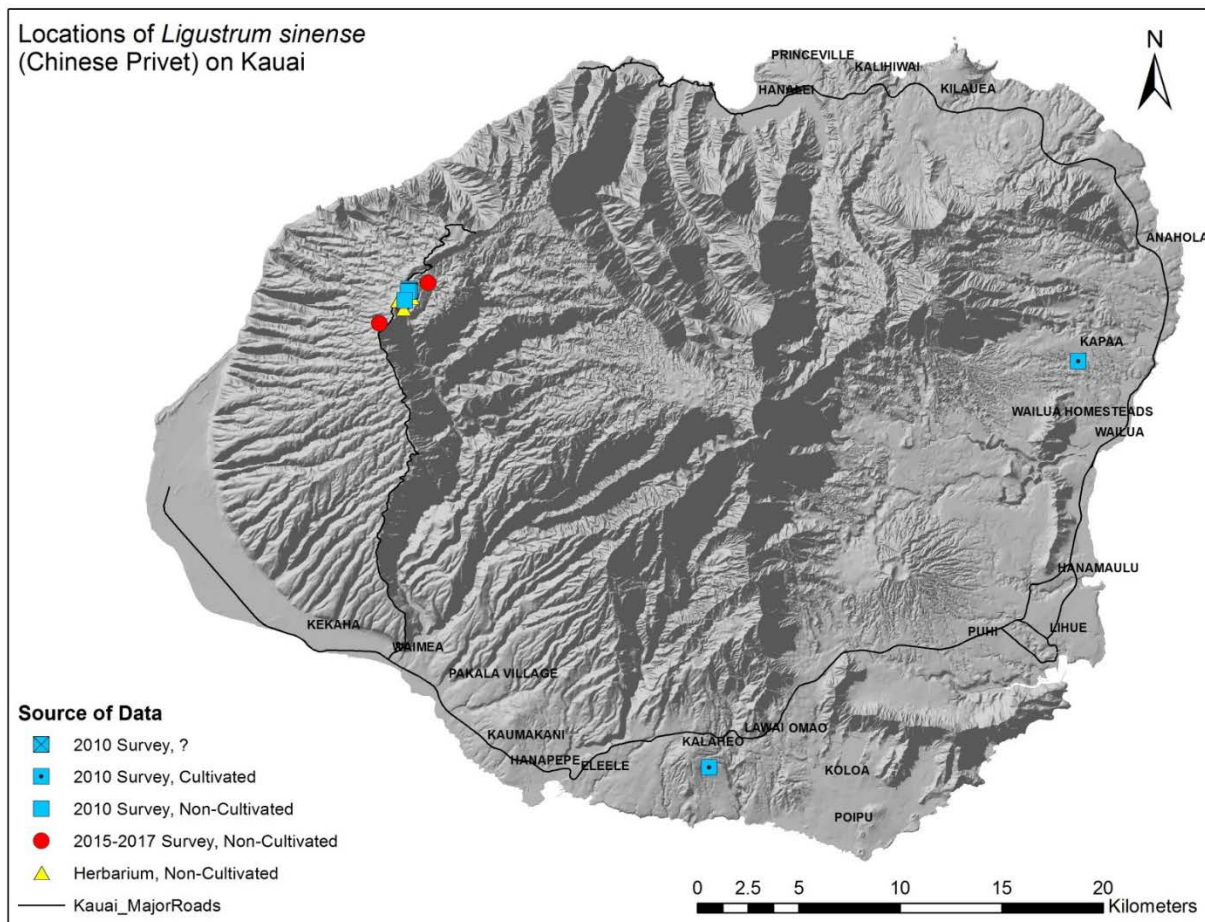 Locations of Ligustrum sinense
(Chinese Privet) on Kauai
N
PRINCEVILLE
KALIHIWAI
HANALEI
KILAUEA
ANAHOLA
KAPAA
WAILUA HOMESTEADS
WAILUA
HANAMAULU
KEKAHA
PUHI
LIHUE
WAIMEA
PAKALA VILLAGE
KAUMAKANI
LAWAI OMAO
KALAHEO
HANAPEPE
ELEELE
KOLOA
POIPU
Source of Data
2010 Survey, ?
2010 Survey, Cultivated
2010 Survey, Non-Cultivated
2015-2017 Survey, Non-Cultivated
Herbarium, Non-Cultivated
Kauai_MajorRoads
0 2.5 5 10 15 20
Kilometers